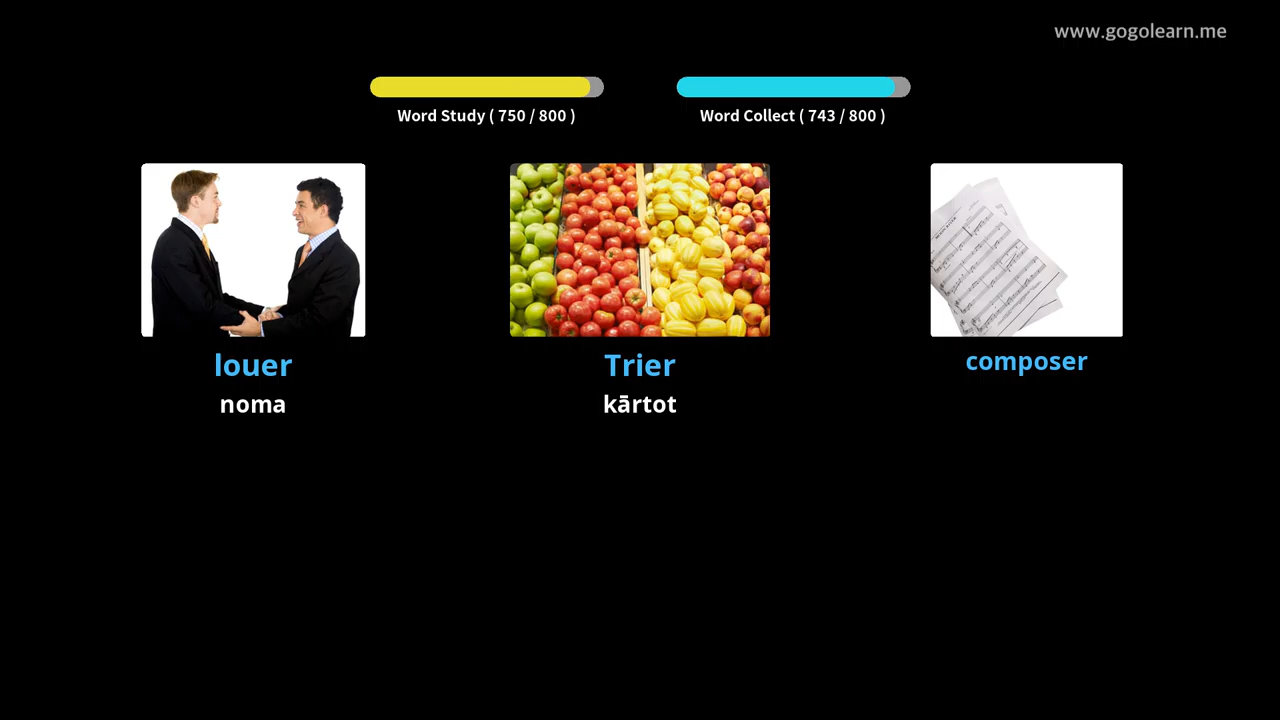 www.gogolearn.me
Word Study ( 750 / 800 )
Word Collect ( 743 / 800 )
louer
noma
Trier
kārtot
composer